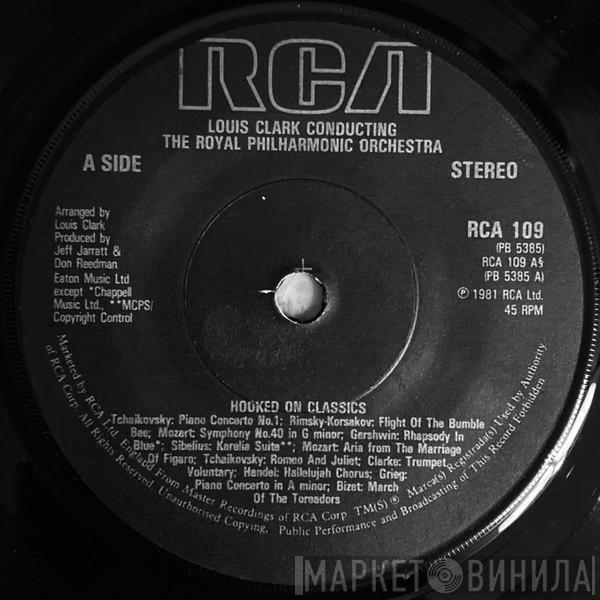 RCA
LOUIS CLARK CONDUCTING
THE ROYAL PHILHARMONIC ORCHESTRA
A SIDE
STEREO
Arranged by
Louis Clark
Produced by
Jeff Jarratt &
Don Reedman
Eaton Music Ltd
except *Chappell
Music Ltd., **MCPS/
Copyright Control
RCA 109
(PB 5385)
RCA 109 A§
(PB 5385 A)
℗ 1981 RCA Ltd.
45 RPM
HOOKED ON CLASSICS
Tchaikovsky: Piano Concerto No.1; Rimsky-Korsakov: Flight Of The Bumble
Bee; Mozart: Symphony No.40 in G minor; Gershwin: Rhapsody In
Blue*; Sibelius: Karelia Suite**; Mozart: Aria from The Marriage
Of Figaro; Tchaikovsky: Romeo And Juliet; Clarke: Trumpet
Voluntary; Handel: Hallelujah Chorus; Grieg:
Piano Concerto in A minor; Bizet: March
Of The Toreadors
Marketed by RCA Ltd. England From Master Recordings of RCA Corp. T.M.(S) ® Marca(s) Registrada(s) Used by Authority
of RCA Corp. All Rights Reserved. Unauthorised Copying, Public Performance and Broadcasting of This Record Forbidden
МАРКЕТ ВИНИЛА